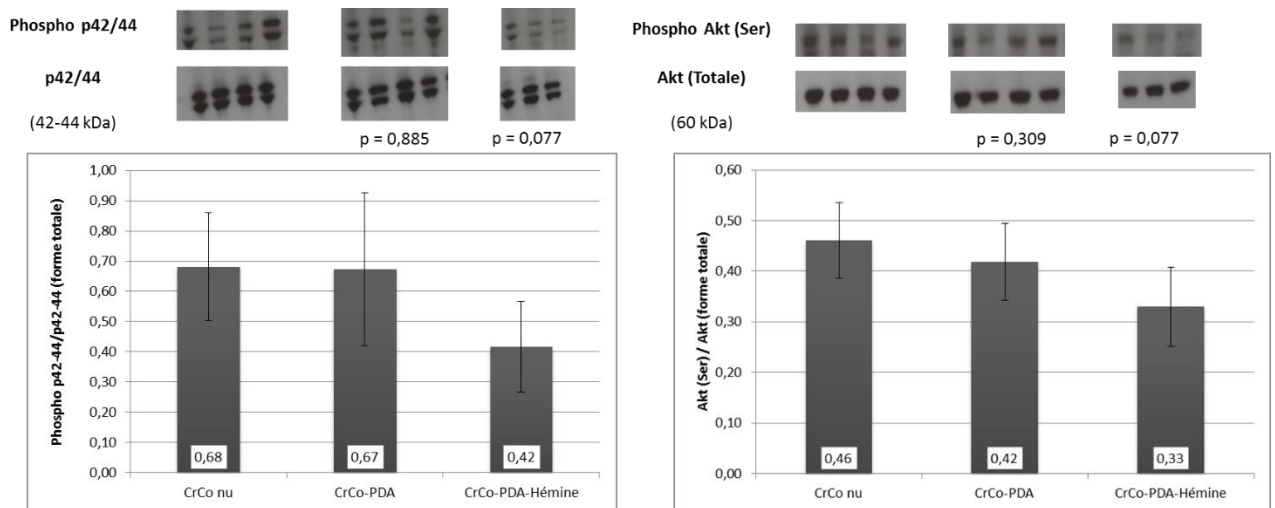 Phospho p42/44
p42/44
(42-44 kDa)
p = 0,885
p = 0,077
Phospho p42-44/p42-44 (forme totale)
1,00
0,90
0,80
0,70
0,60
0,50
0,40
0,30
0,20
0,10
0,00
0,68
0,67
0,42
CrCo nu
CrCo-PDA
CrCo-PDA-Hémine
Phospho Akt (Ser)
Akt (Totale)
(60 kDa)
p = 0,309
p = 0,077
Akt (Ser) / Akt (forme totale)
0,60
0,50
0,40
0,30
0,20
0,10
0,00
0,46
0,42
0,33
CrCo nu
CrCo-PDA
CrCo-PDA-Hémine